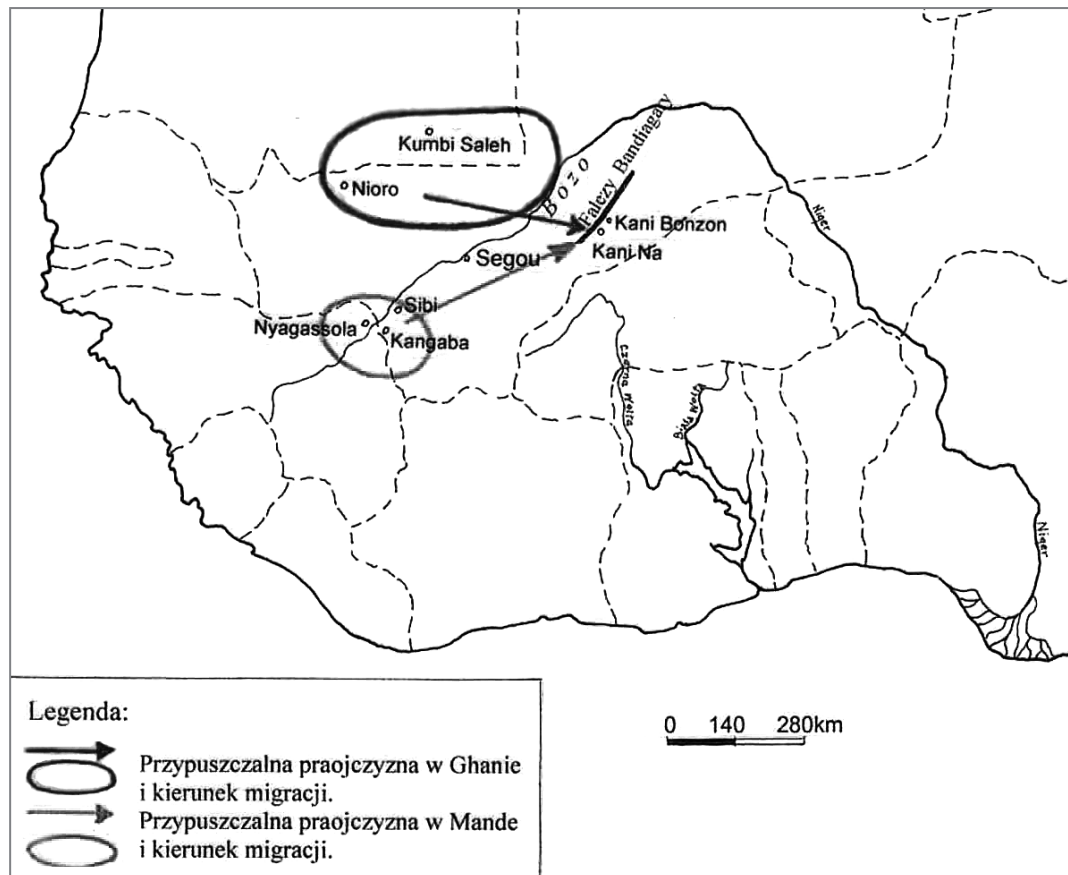 Kumbi Saleh
Nioro
Bozo
Falezy Bandiagary
Niger
Kani Bonzon
Kani Na
Segou
Sibi
Nyagassola
Kangaba
Czarna Wolta
Biała Wolta
Niger
Legenda:
Przypuszczalna praojczyzna w Ghanie
i kierunek migracji.
Przypuszczalna praojczyzna w Mande
i kierunek migracji.
0 140 280km